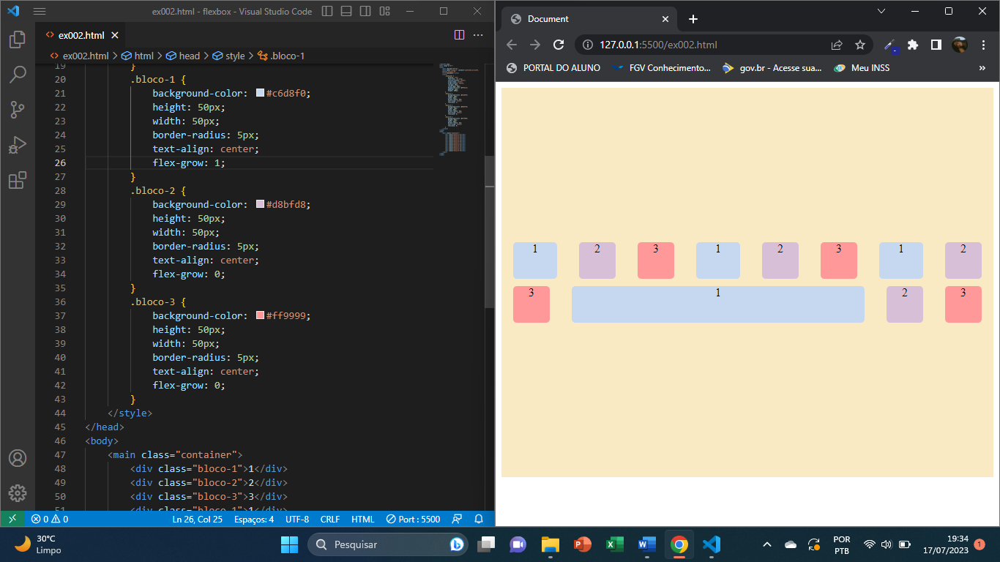 ex002.html - flexbox - Visual Studio Code
ex002.html
ex002.html > html > head > style > .bloco-1
19 }
20 .bloco-1 {
21 background-color: #c6d8f0;
22 height: 50px;
23 width: 50px;
24 border-radius: 5px;
25 text-align: center;
26 flex-grow: 1;
27 }
28 .bloco-2 {
29 background-color: #d8bfd8;
30 height: 50px;
31 width: 50px;
32 border-radius: 5px;
33 text-align: center;
34 flex-grow: 0;
35 }
36 .bloco-3 {
37 background-color: #ff9999;
38 height: 50px;
39 width: 50px;
40 border-radius: 5px;
41 text-align: center;
42 flex-grow: 0;
43 }
44 </style>
45 </head>
46 <body>
47 <main class="container">
48 <div class="bloco-1">1</div>
49 <div class="bloco-2">2</div>
50 <div class="bloco-3">3</div>
51 <div class="bloco-1">1</div>
0 0 Ln 26, Col 25 Espaços: 4 UTF-8 CRLF HTML Port : 5500
Document
127.0.0.1:5500/ex002.html
PORTAL DO ALUNO FGV Conhecimento... gov.br - Acesse sua... Meu INSS »
1 2 3 1 2 3 1 2
3 1 2 3
30°C
Limpo
Pesquisar
POR
PTB
19:34
17/07/2023
1